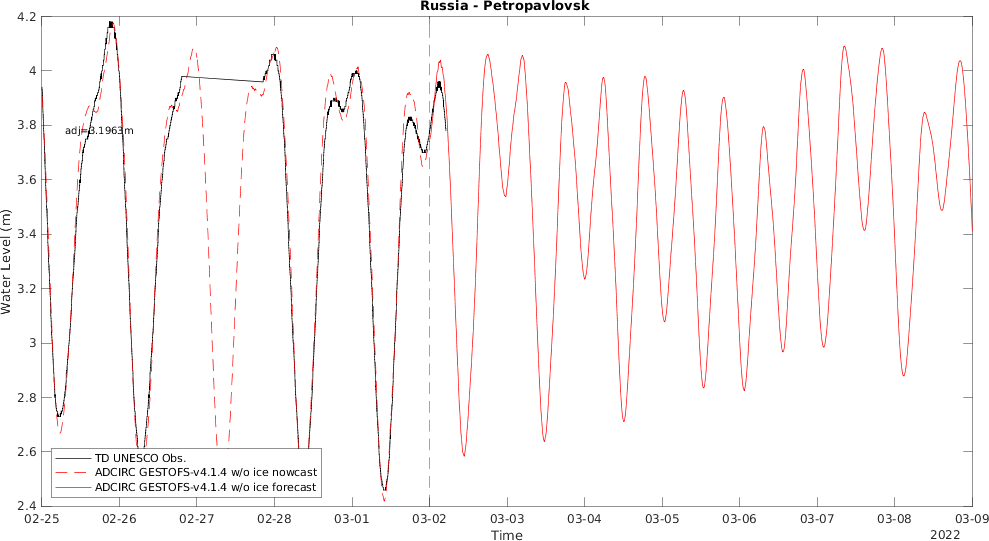 Russia - Petropavlovsk
4.2
4
3.8
3.6
3.4
3.2
3
2.8
2.6
2.4
Water Level (m)
adj=3.1963m
TD UNESCO Obs.
ADCIRC GESTOFS-v4.1.4 w/o ice nowcast
ADCIRC GESTOFS-v4.1.4 w/o ice forecast
02-25 02-26 02-27 02-28 03-01 03-02 03-03 03-04 03-05 03-06 03-07 03-08 03-09
Time
2022